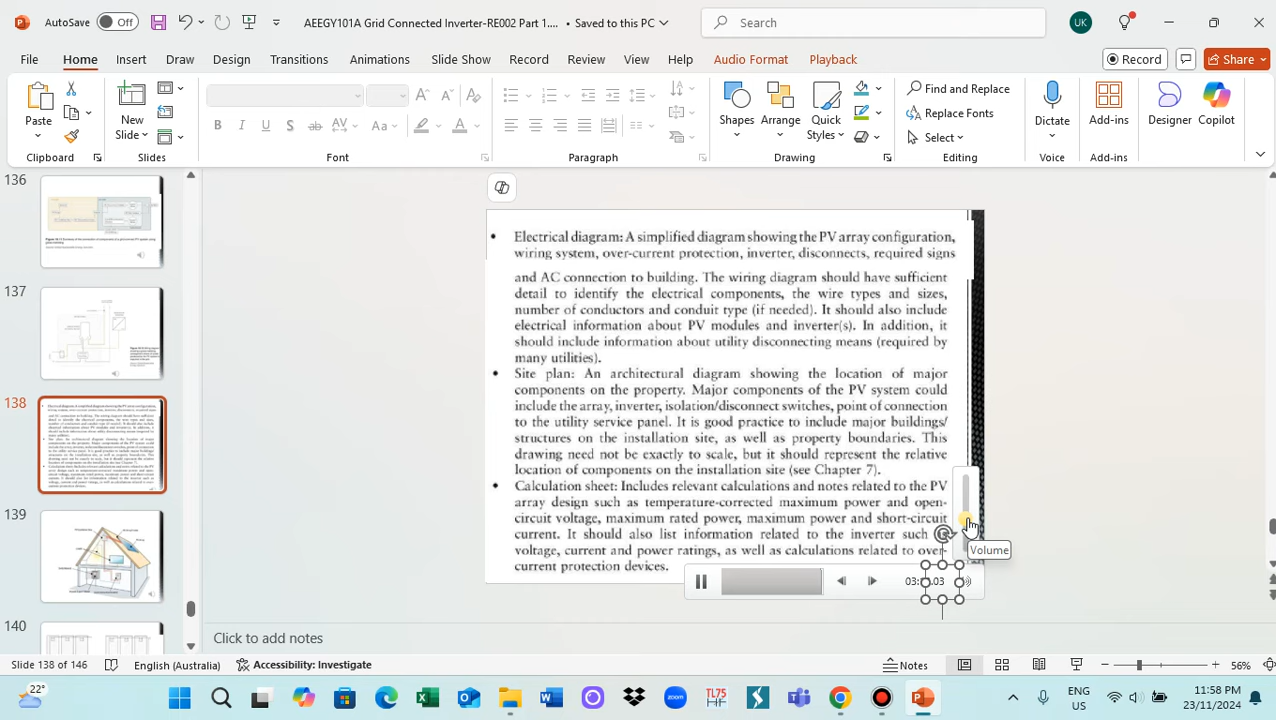 AutoSave Off AEEGY101A Grid Connected Inverter-RE002 Part 1.... • Saved to this PC Search UK
File Home Insert Draw Design Transitions Animations Slide Show Record Review View Help Audio Format Playback Record Share
Paste New Slide Shapes Arrange Quick Styles Find and Replace Replace Fonts Select Dictate Add-ins Designer Copilot
Clipboard Slides Font Paragraph Drawing Editing Voice Add-ins
136
137
138
139
140
• Electrical diagram: A simplified diagram showing the PV array configuration,
wiring system, over-current protection, inverter, disconnects, required signs
and AC connection to building. The wiring diagram should have sufficient
detail to identify the electrical components, the wire types and sizes,
number of conductors and conduit type (if needed). It should also include
electrical information about PV modules and inverter(s). In addition, it
should include information about utility disconnecting means (required by
many utilities).
• Site plan: An architectural diagram showing the location of major
components on the property. Major components of the PV system could
include the array, inverter, isolation/disconnect switches, point of connection
to the utility service panel. It is good practice to include major buildings/
structures on the installation site, as well as property boundaries. This
drawing need not be exactly to scale, but should represent the relative
location of components on the installation site (see Chapter 7).
• Calculation sheet: Includes relevant calculations and notes related to the PV
array design such as temperature-corrected maximum power and open-
circuit voltage, maximum rated power, maximum power and short-circuit
current. It should also list information related to the inverter such
voltage, current and power ratings, as well as calculations related to over-
current protection devices.
Volume
Click to add notes
Slide 138 of 146 English (Australia) Accessibility: Investigate Notes 56%
22° ENG US 11:58 PM 23/11/2024